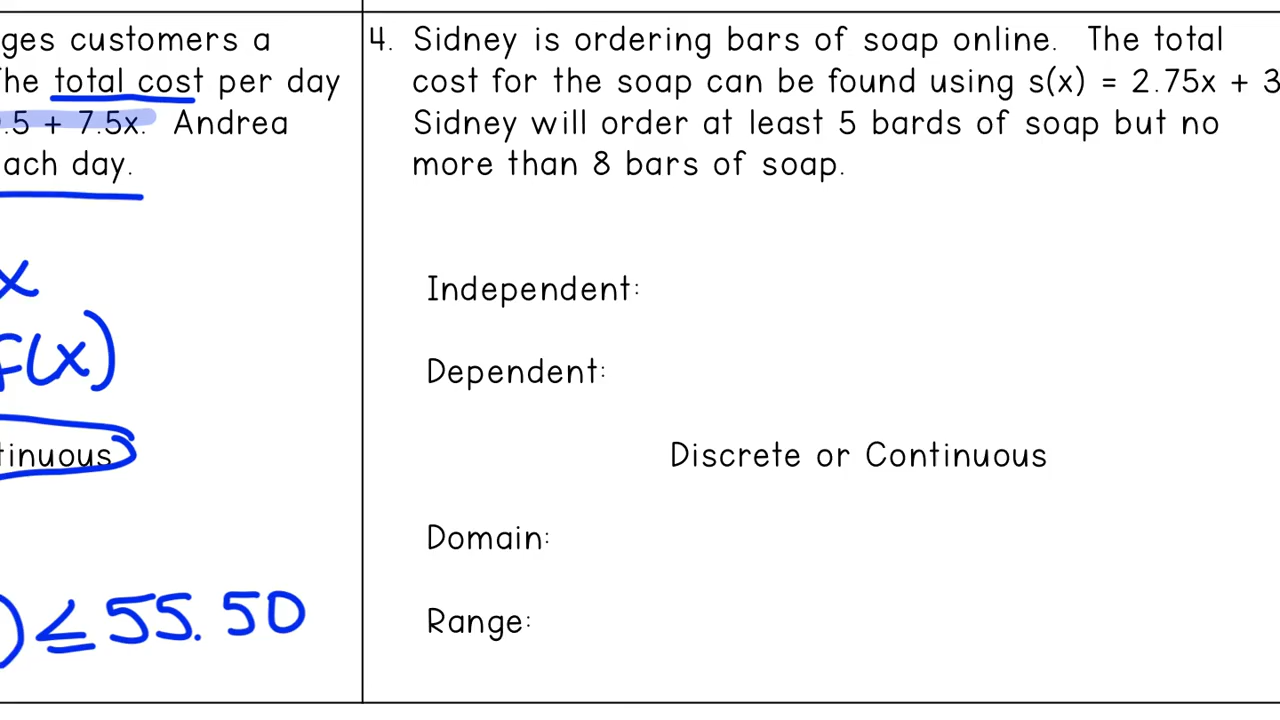 ges customers a
he total cost per day
.5 + 7.5x. Andrea
ach day.
x
f(x)
tinuous
) ≤ 55.50
4. Sidney is ordering bars of soap online. The total
cost for the soap can be found using s(x) = 2.75x + 3
Sidney will order at least 5 bards of soap but no
more than 8 bars of soap.
Independent:
Dependent:
Discrete or Continuous
Domain:
Range: